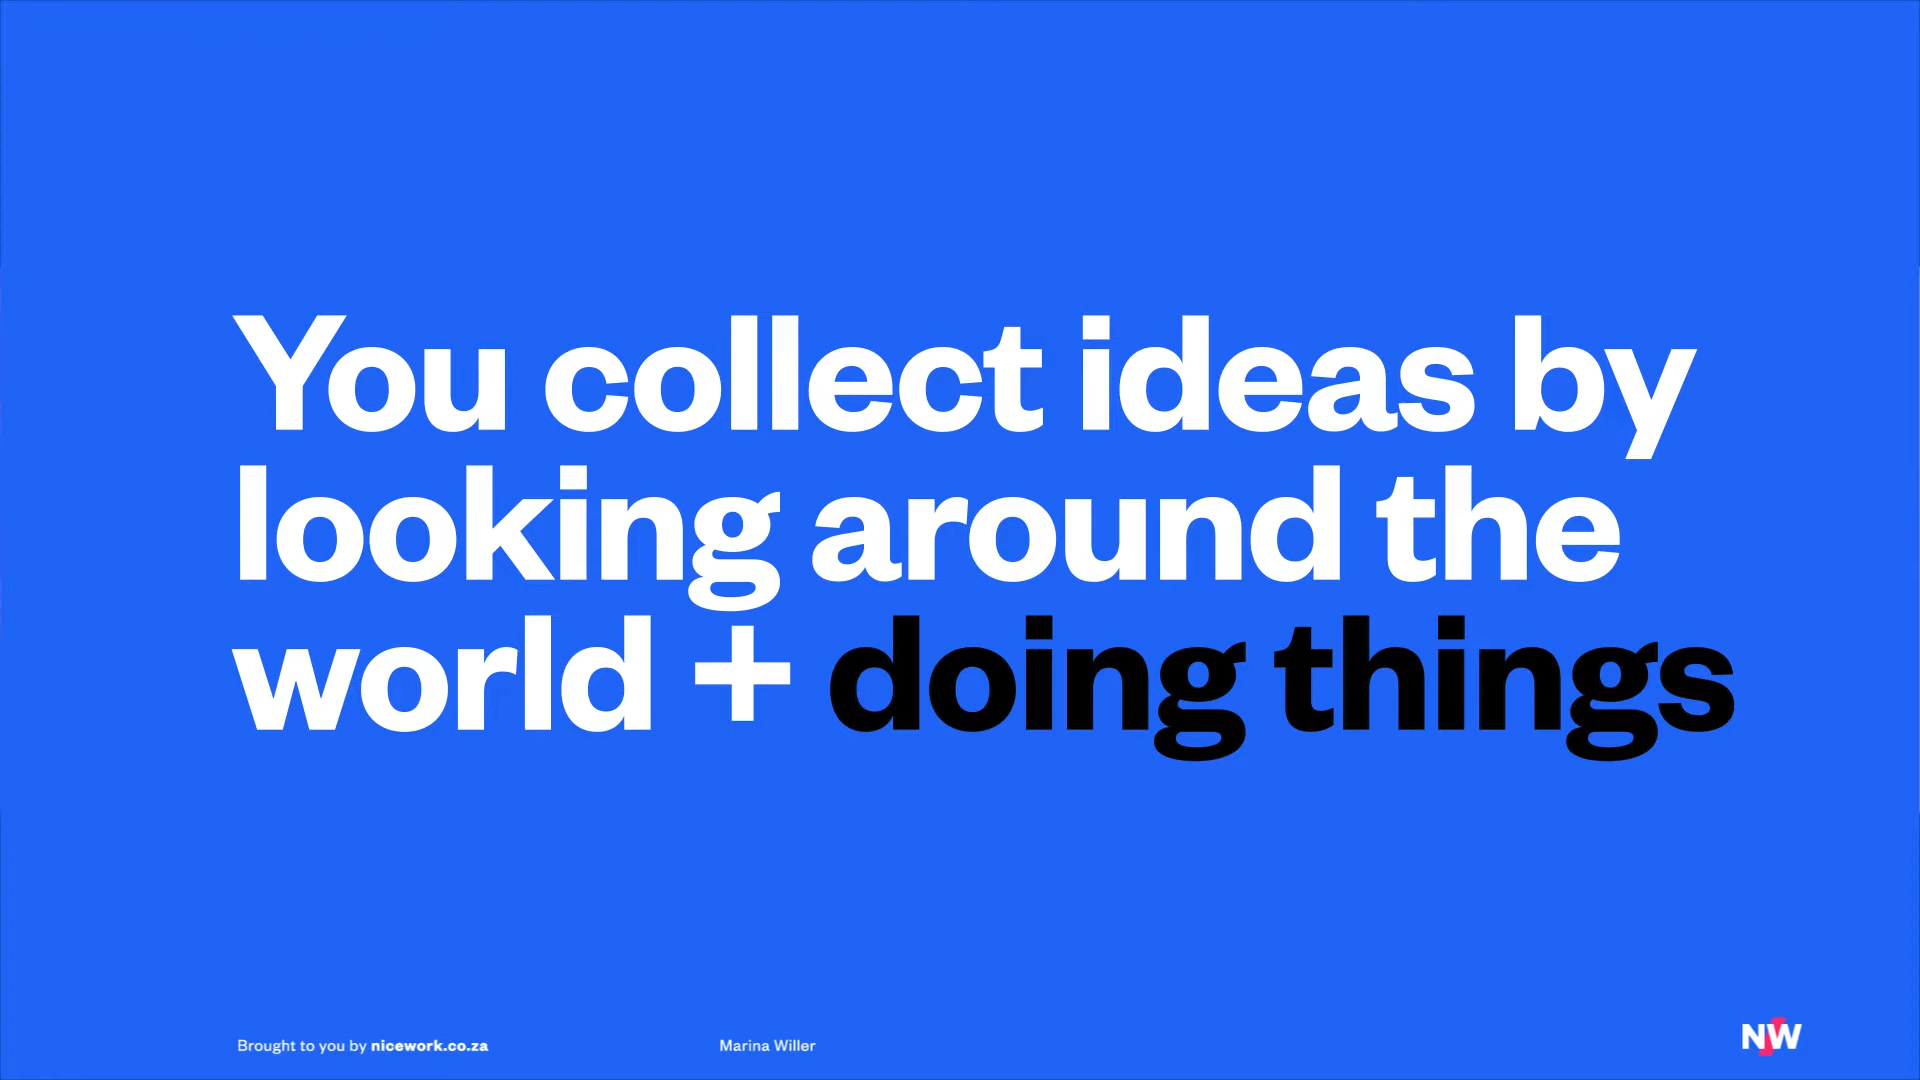 You collect ideas by
looking around the
world + doing things
Brought to you by nicework.co.za
Marina Willer
NW